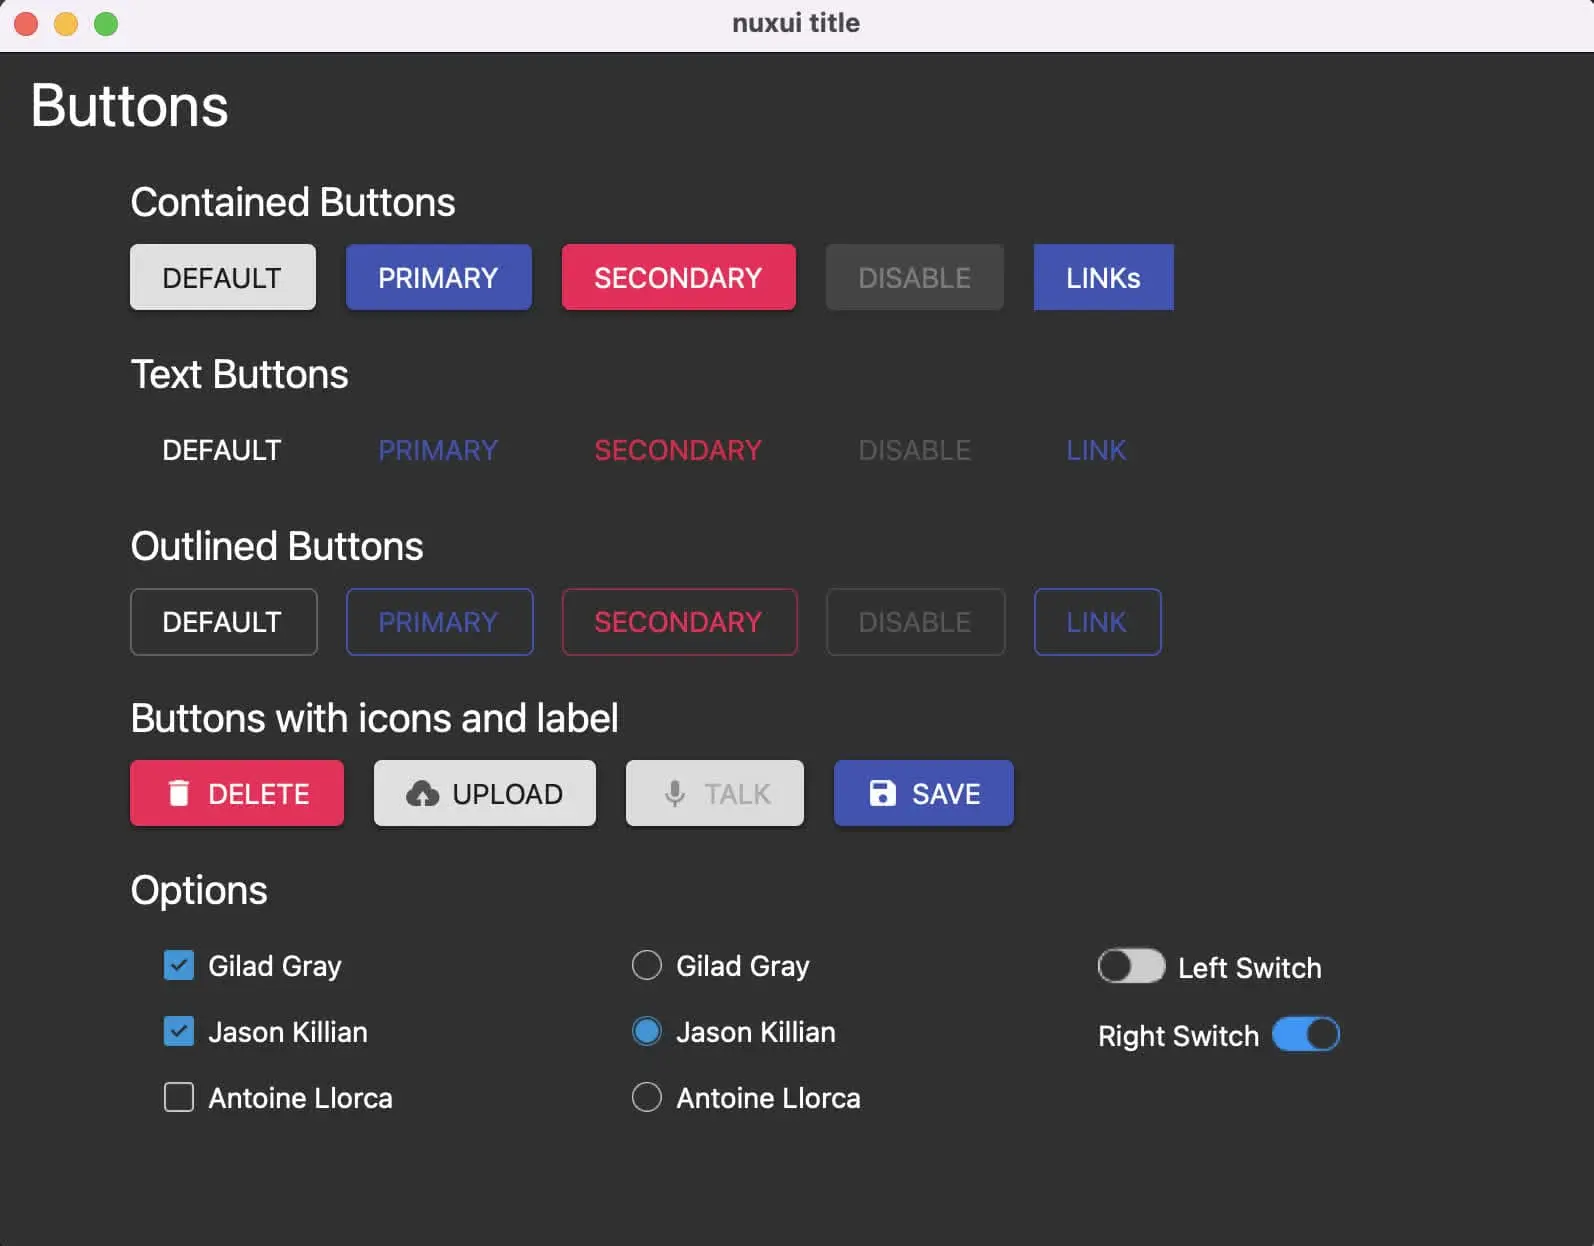 nuxui title
Buttons
Contained Buttons
DEFAULT PRIMARY SECONDARY DISABLE LINKs
Text Buttons
DEFAULT PRIMARY SECONDARY DISABLE LINK
Outlined Buttons
DEFAULT PRIMARY SECONDARY DISABLE LINK
Buttons with icons and label
DELETE UPLOAD TALK SAVE
Options
Gilad Gray Gilad Gray Left Switch
Jason Killian Jason Killian Right Switch
Antoine Llorca Antoine Llorca